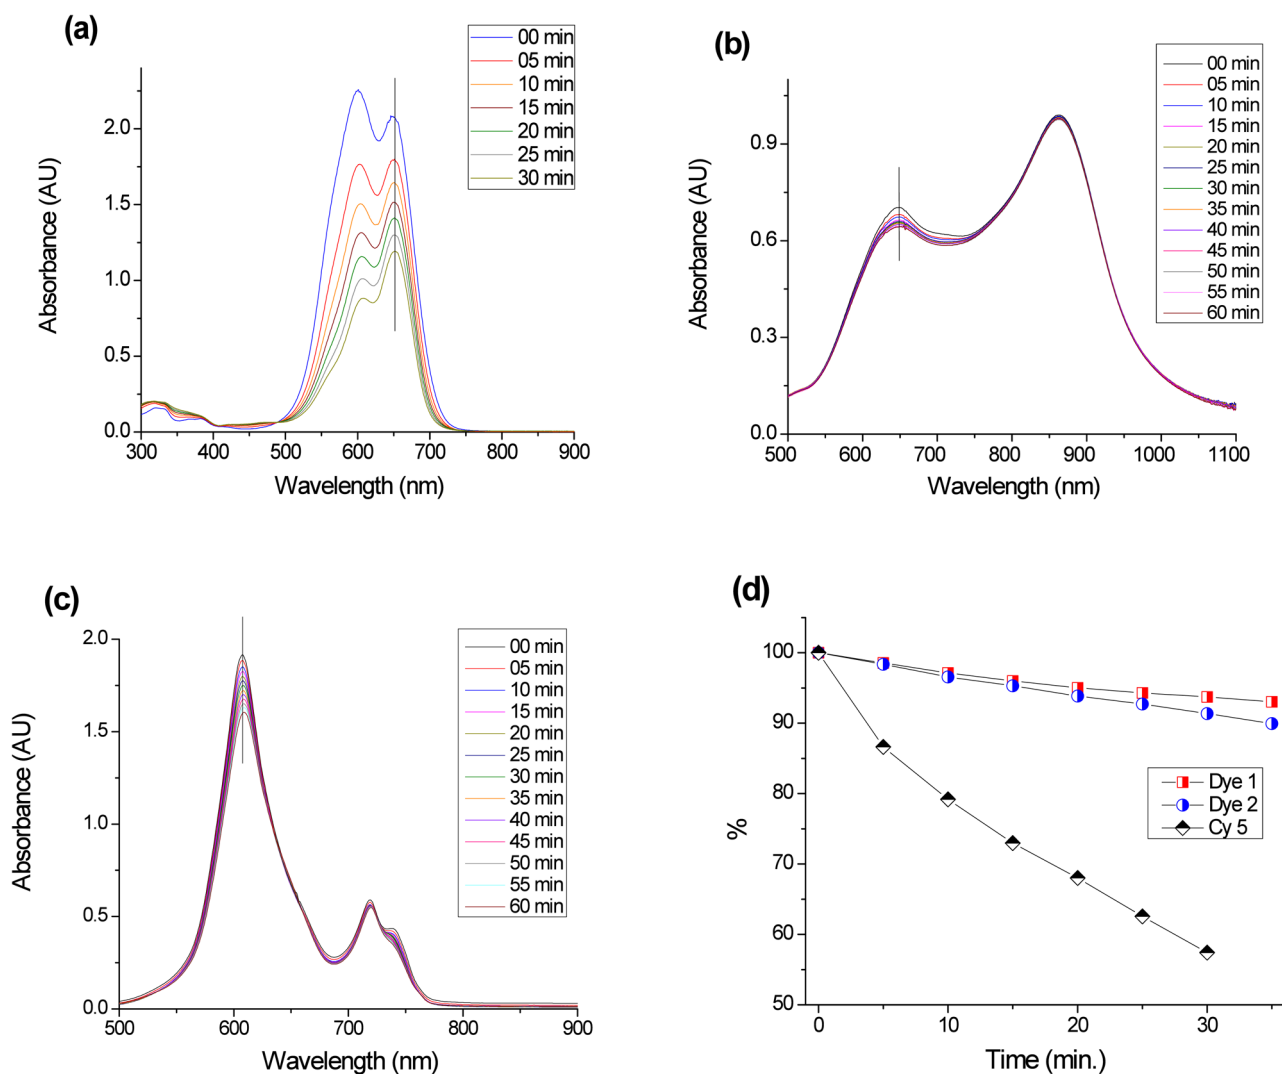 (a)
00 min
05 min
10 min
15 min
20 min
25 min
30 min
2.0
1.5
1.0
0.5
0.0
Absorbance (AU)
300 400 500 600 700 800 900
Wavelength (nm)
(b)
00 min
05 min
10 min
15 min
20 min
25 min
30 min
35 min
40 min
45 min
50 min
55 min
60 min
0.9
0.6
0.3
0.0
Absorbance (AU)
500 600 700 800 900 1000 1100
Wavelength (nm)
(c)
00 min
05 min
10 min
15 min
20 min
25 min
30 min
35 min
40 min
45 min
50 min
55 min
60 min
2.0
1.5
1.0
0.5
0.0
Absorbance (AU)
500 600 700 800 900
Wavelength (nm)
(d)
100
90
80
70
60
50
%
Dye 1
Dye 2
Cy 5
0 10 20 30
Time (min.)